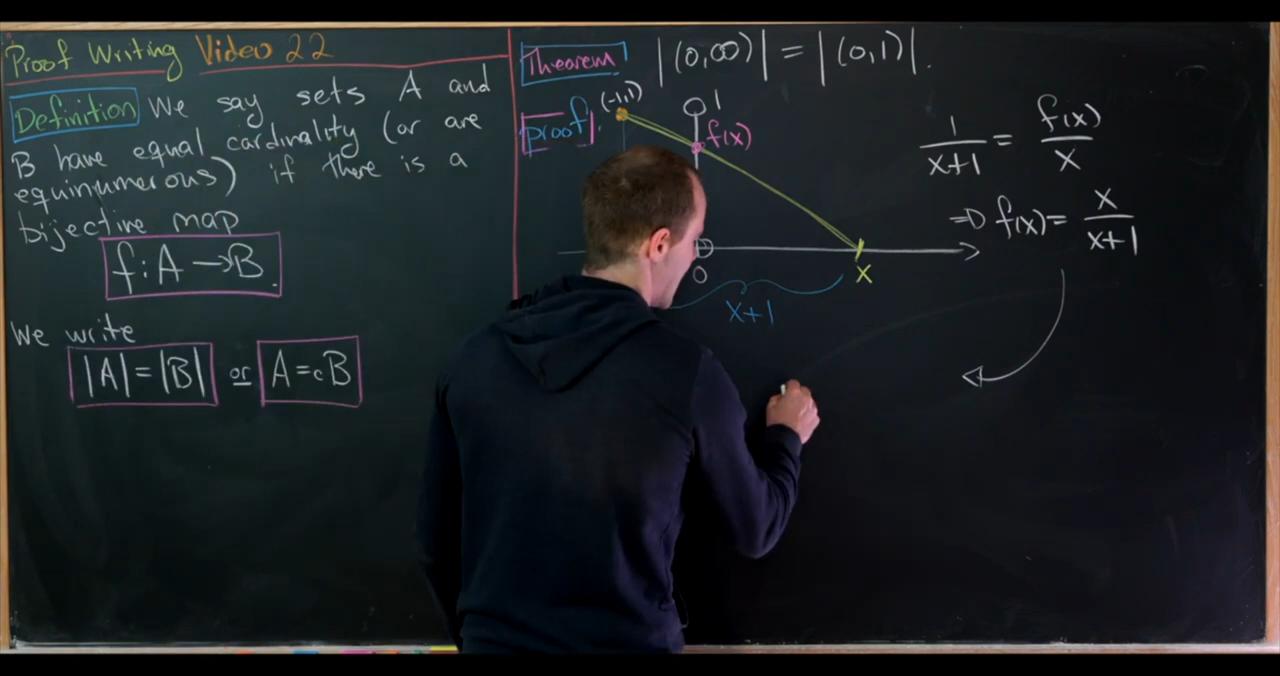 Proof Writing Video 22
Definition We say sets A and
B have equal cardinality (or are
equinumerous) if there is a
bijective map
f: A → B.
We write
|A| = |B| or A =c B
Theorem |(0,∞)| = |(0,1)|.
proof.
(-1,1)
1
f(x)
0
x
x+1
1/(x+1) = f(x)/x
⇒ f(x) = x/(x+1)